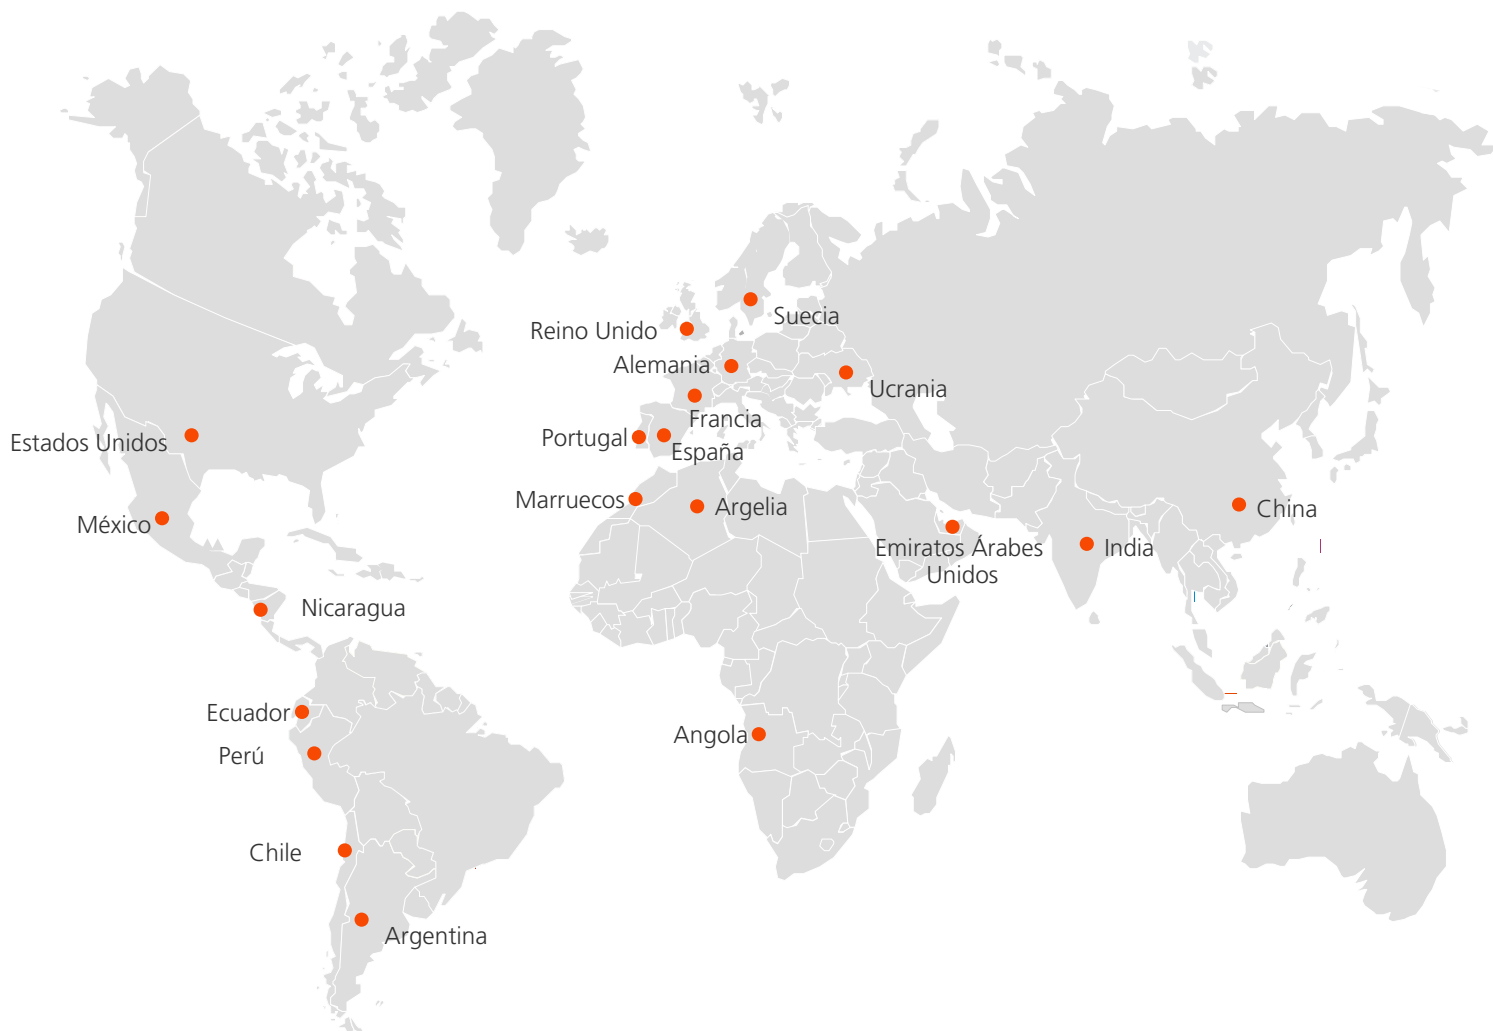 Suecia
Reino Unido
Alemania
Ucrania
Francia
Portugal
España
Estados Unidos
Marruecos
Argelia
China
México
Emiratos Árabes
Unidos
India
Nicaragua
Ecuador
Angola
Perú
Chile
Argentina